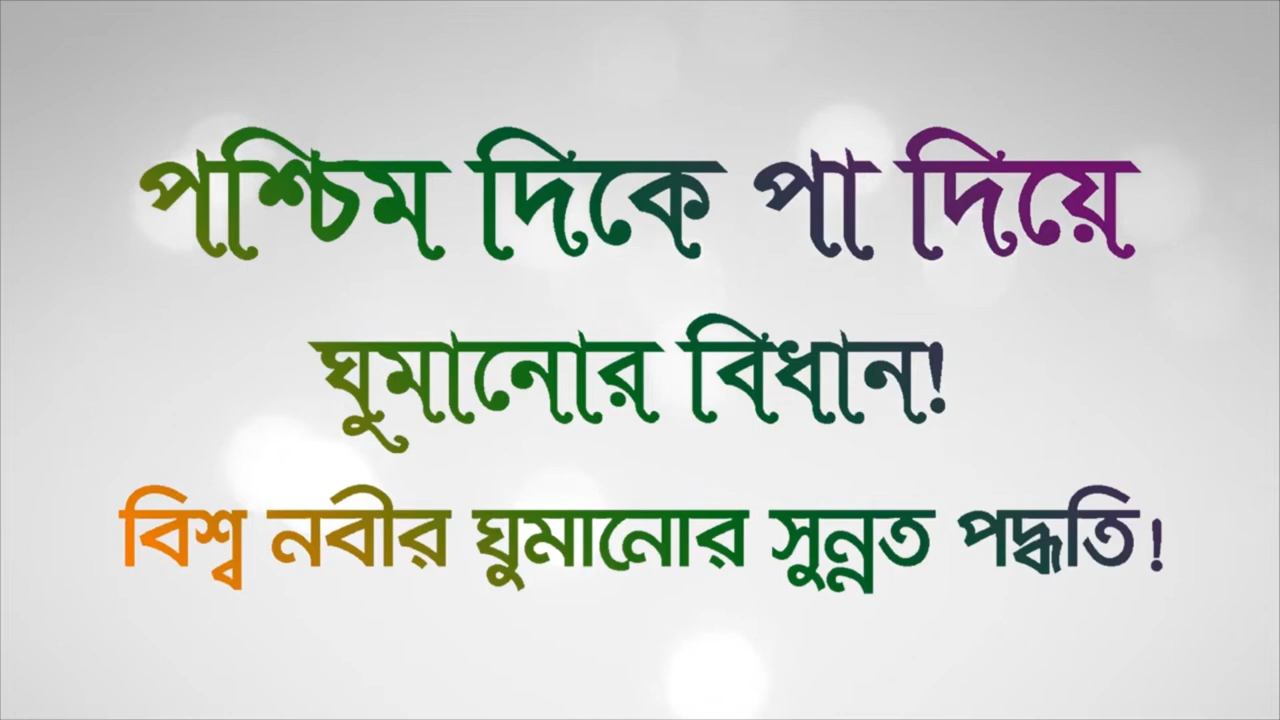 পশ্চিম দিকে পা দিয়ে
ঘুমানোর বিধান!
বিশ্ব নবীর ঘুমানোর সুন্নত পদ্ধতি!